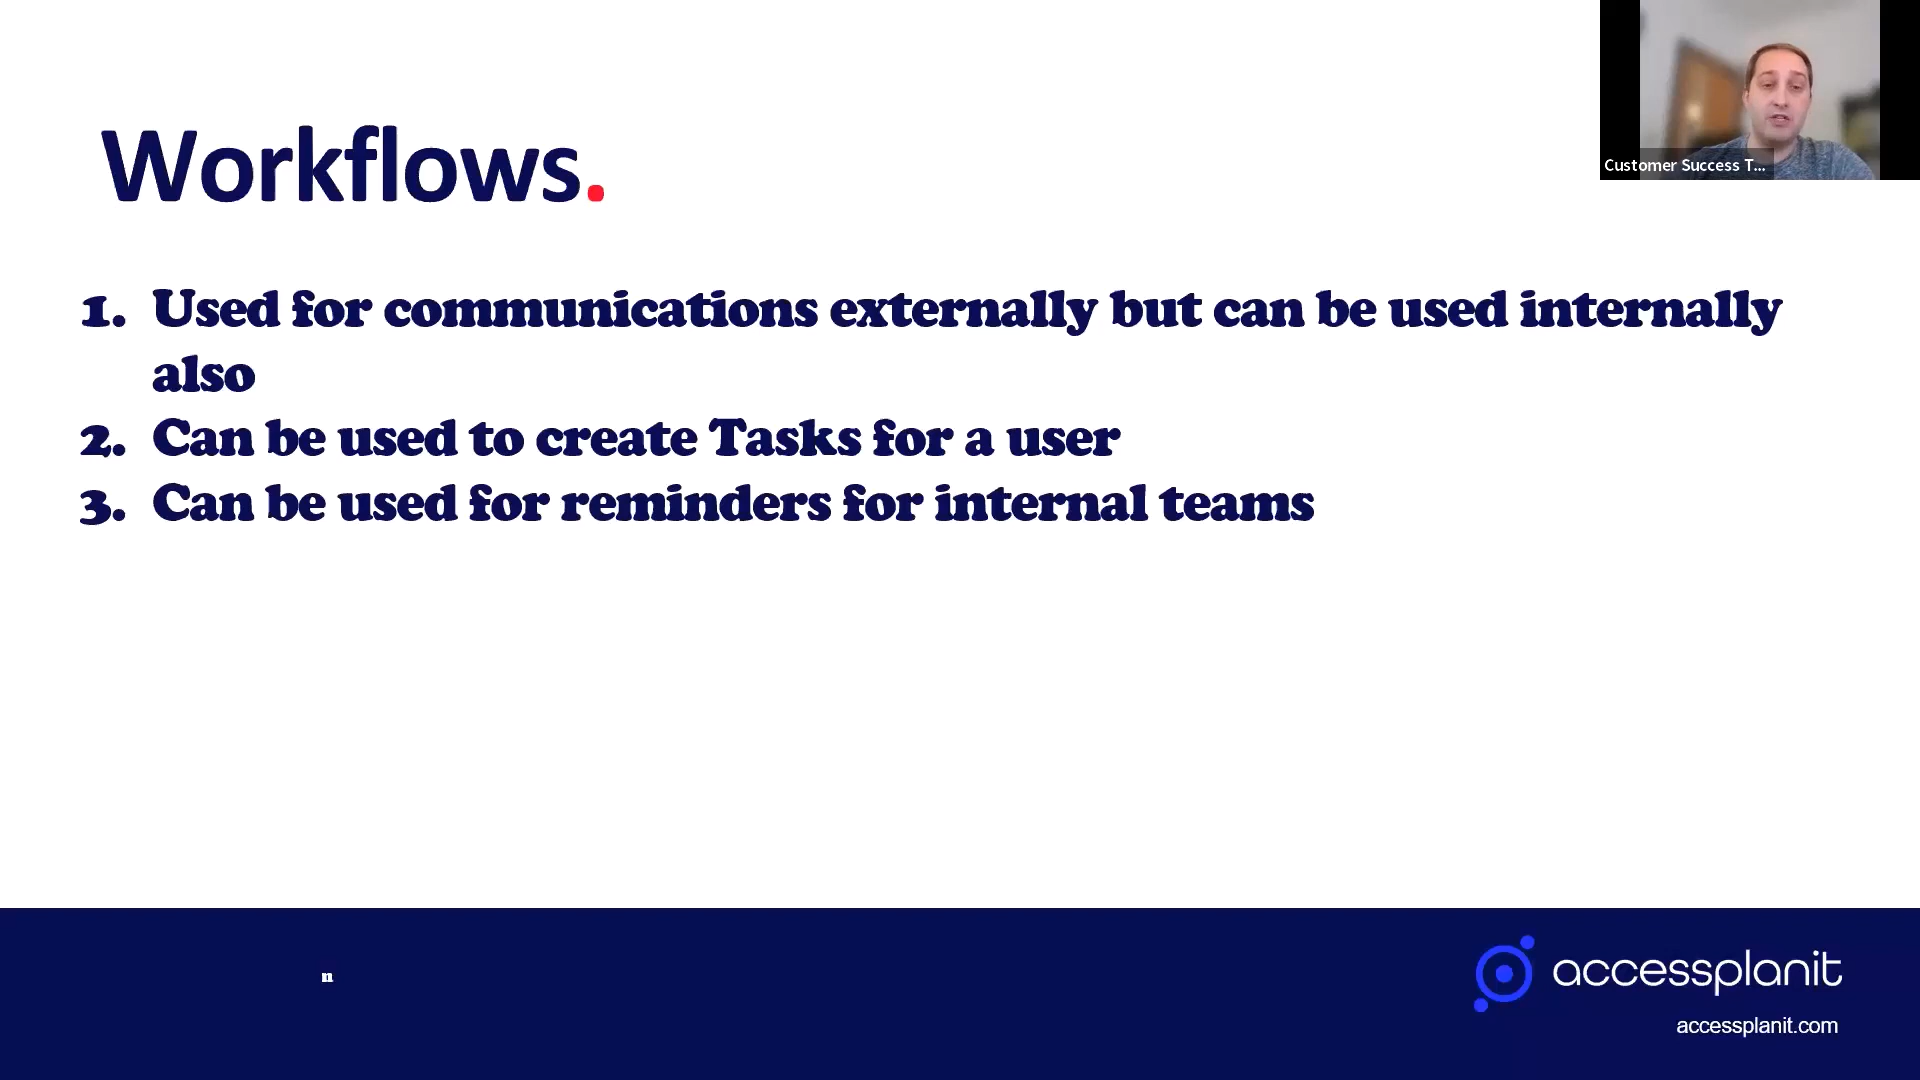 Customer Success T...
Workflows.
1. Used for communications externally but can be used internally
also
2. Can be used to create Tasks for a user
3. Can be used for reminders for internal teams
n
accessplanit
accessplanit.com